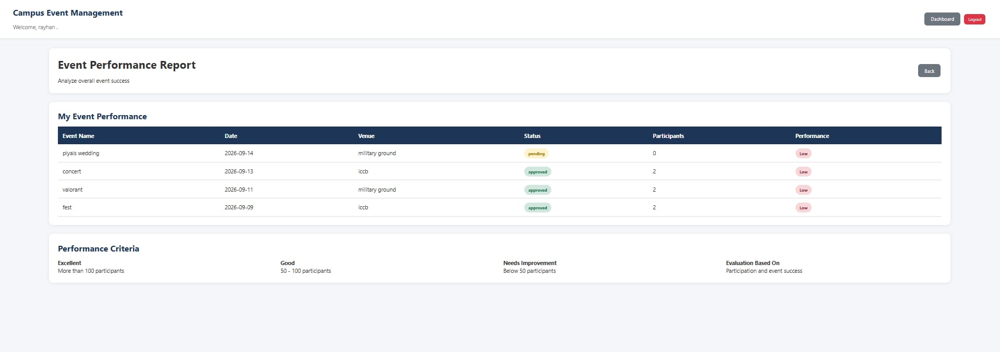 Campus Event Management
Welcome, rayhan .
Dashboard
Logout
Event Performance Report
Analyze overall event success
Back
My Event Performance
Event Name Date Venue Status Participants Performance
piyals wedding 2026-09-14 military ground pending 0 Low
concert 2026-09-13 iccb approved 2 Low
valorant 2026-09-11 military ground approved 2 Low
fest 2026-09-09 iccb approved 2 Low
Performance Criteria
Excellent Good Needs Improvement Evaluation Based On
More than 100 participants 50 - 100 participants Below 50 participants Participation and event success